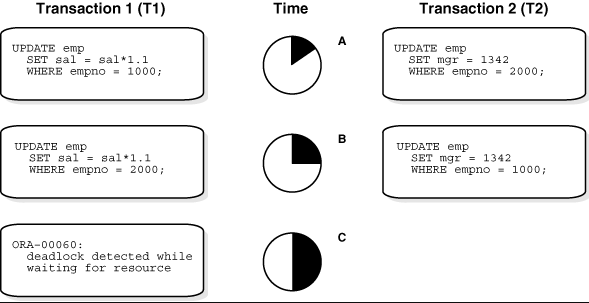 Transaction 1 (T1)
Time
Transaction 2 (T2)
UPDATE emp
SET sal = sal*1.1
WHERE empno = 1000;
A
UPDATE emp
SET mgr = 1342
WHERE empno = 2000;
UPDATE emp
SET sal = sal*1.1
WHERE empno = 2000;
B
UPDATE emp
SET mgr = 1342
WHERE empno = 1000;
ORA-00060:
deadlock detected while
waiting for resource
C